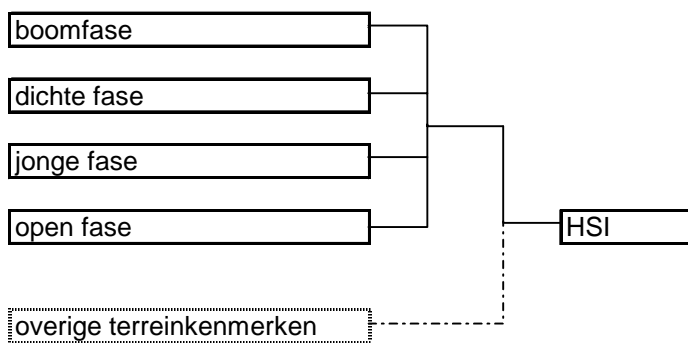 boomfase
dichte fase
jonge fase
open fase
HSI
overige terreinkenmerken